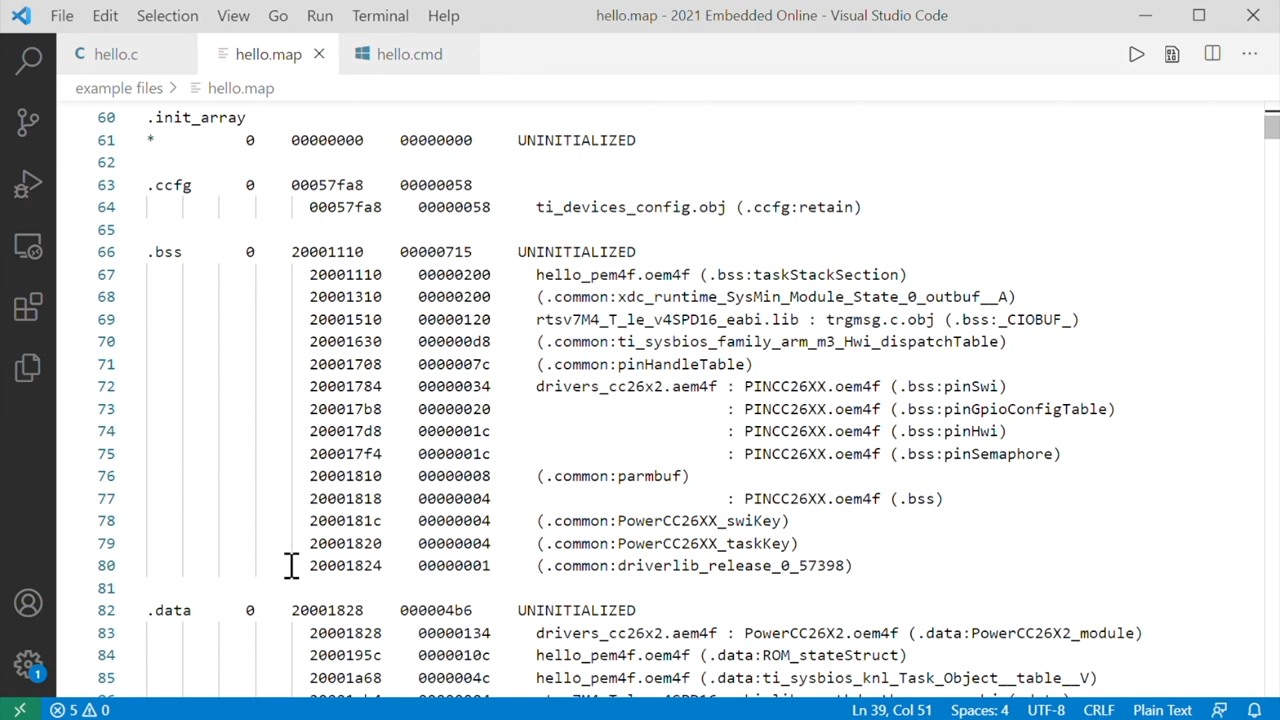 File Edit Selection View Go Run Terminal Help hello.map - 2021 Embedded Online - Visual Studio Code
C hello.c hello.map hello.cmd
example files > hello.map
60 .init_array
61 * 0 00000000 00000000 UNINITIALIZED
62
63 .ccfg 0 00057fa8 00000058
64 00057fa8 00000058 ti_devices_config.obj (.ccfg:retain)
65
66 .bss 0 20001110 00000715 UNINITIALIZED
67 20001110 00000200 hello_pem4f.oem4f (.bss:taskStackSection)
68 20001310 00000200 (.common:xdc_runtime_SysMin_Module_State_0_outbuf__A)
69 20001510 00000120 rtsv7M4_T_le_v4SPD16_eabi.lib : trgmsg.c.obj (.bss:_CIOBUF_)
70 20001630 000000d8 (.common:ti_sysbios_family_arm_m3_Hwi_dispatchTable)
71 20001708 0000007c (.common:pinHandleTable)
72 20001784 00000034 drivers_cc26x2.aem4f : PINCC26XX.oem4f (.bss:pinSwi)
73 200017b8 00000020 : PINCC26XX.oem4f (.bss:pinGpioConfigTable)
74 200017d8 0000001c : PINCC26XX.oem4f (.bss:pinHwi)
75 200017f4 0000001c : PINCC26XX.oem4f (.bss:pinSemaphore)
76 20001810 00000008 (.common:parmbuf)
77 20001818 00000004 : PINCC26XX.oem4f (.bss)
78 2000181c 00000004 (.common:PowerCC26XX_swiKey)
79 20001820 00000004 (.common:PowerCC26XX_taskKey)
80 20001824 00000001 (.common:driverlib_release_0_57398)
81
82 .data 0 20001828 000004b6 UNINITIALIZED
83 20001828 00000134 drivers_cc26x2.aem4f : PowerCC26X2.oem4f (.data:PowerCC26X2_module)
84 2000195c 0000010c hello_pem4f.oem4f (.data:ROM_stateStruct)
85 20001a68 0000004c hello_pem4f.oem4f (.data:ti_sysbios_knl_Task_Object__table__V)
1
5 0 Ln 39, Col 51 Spaces: 4 UTF-8 CRLF Plain Text